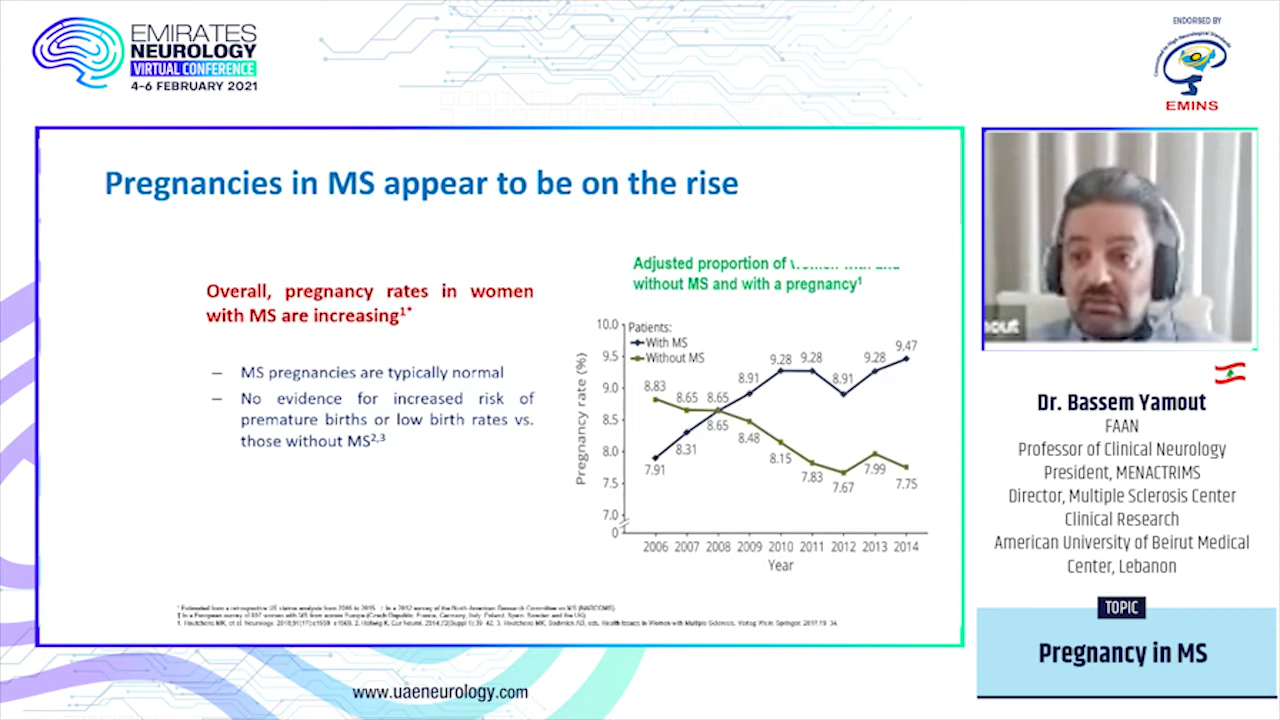 EMIRATES
NEUROLOGY
VIRTUAL CONFERENCE
4-6 FEBRUARY 2021
ENDORSED BY
EMINS
Pregnancies in MS appear to be on the rise
Overall, pregnancy rates in women
with MS are increasing1*
– MS pregnancies are typically normal
– No evidence for increased risk of
premature births or low birth rates vs.
those without MS2,3
Adjusted proportion of women with and
without MS and with a pregnancy1
Patients:
With MS
Without MS
Pregnancy rate (%)
10.0
9.5
9.0
8.5
8.0
7.5
7.0
0
7.91
8.31
8.65
8.91
9.28
9.28
8.91
9.28
9.47
8.83
8.65
8.65
8.48
8.15
7.83
7.67
7.99
7.75
2006 2007 2008 2009 2010 2011 2012 2013 2014
Year
Dr. Bassem Yamout
FAAN
Professor of Clinical Neurology
President, MENACTRIMS
Director, Multiple Sclerosis Center
Clinical Research
American University of Beirut Medical
Center, Lebanon
TOPIC
Pregnancy in MS
www.uaeneurology.com